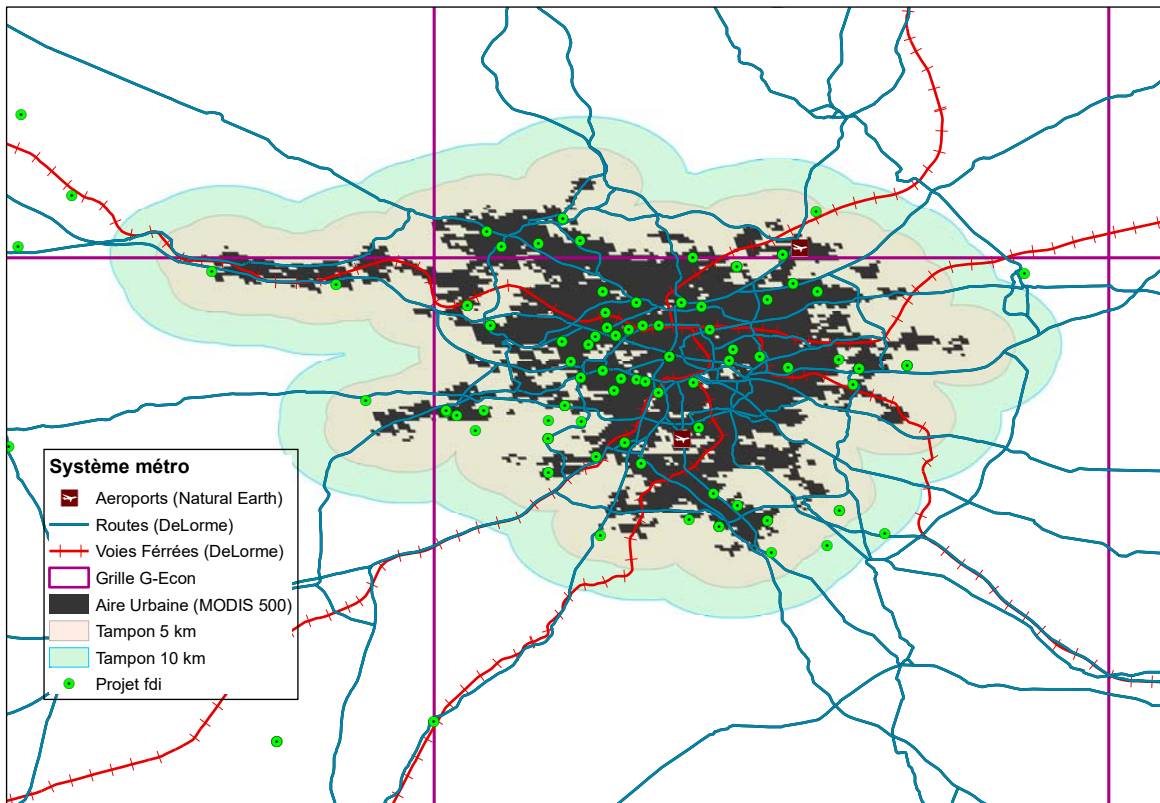 Système métro
Aeroports (Natural Earth)
Routes (DeLorme)
Voies Férrées (DeLorme)
Grille G-Econ
Aire Urbaine (MODIS 500)
Tampon 5 km
Tampon 10 km
Projet fdi